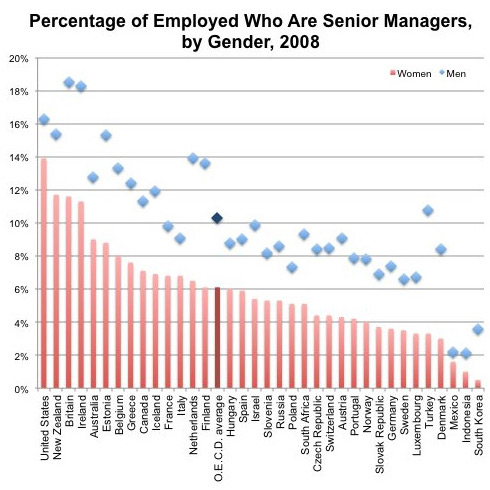 Percentage of Employed Who Are Senior Managers,
by Gender, 2008
20%
Women Men
18%
16%
14%
12%
10%
8%
6%
4%
2%
0%
United States
New Zealand
Britain
Ireland
Australia
Estonia
Belgium
Greece
Canada
Iceland
France
Italy
Netherlands
Finland
O.E.C.D. average
Hungary
Spain
Israel
Slovenia
Russia
Poland
South Africa
Czech Republic
Switzerland
Austria
Portugal
Norway
Slovak Republic
Germany
Sweden
Luxembourg
Turkey
Denmark
Mexico
Indonesia
South Korea